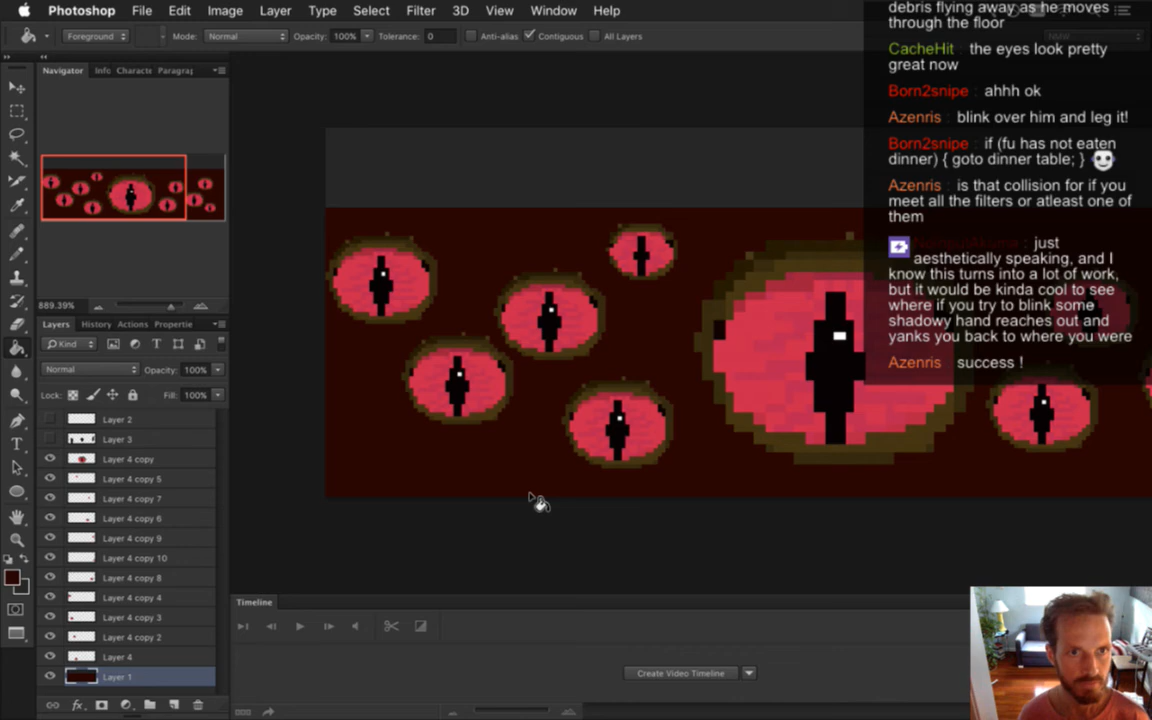 Photoshop File Edit Image Layer Type Select Filter 3D View Window Help
Foreground Mode: Normal Opacity: 100% Tolerance: 0 Anti-alias Contiguous All Layers
Navigator Info Characte Paragra
889.39%
Layers History Actions Propertie
Kind
Normal Opacity: 100%
Lock: Fill: 100%
Layer 2
Layer 3
Layer 4 copy
Layer 4 copy 5
Layer 4 copy 7
Layer 4 copy 6
Layer 4 copy 9
Layer 4 copy 10
Layer 4 copy 8
Layer 4 copy 4
Layer 4 copy 3
Layer 4 copy 2
Layer 4
Layer 1
Timeline
Create Video Timeline
debris flying away as he moves
through the floor
CacheHit : the eyes look pretty
great now
Born2snipe : ahhh ok
Azenris : blink over him and leg it!
Born2snipe : if (fu has not eaten
dinner) { goto dinner table; }
Azenris : is that collision for if you
meet all the filters or atleast one of
them
: just
aesthetically speaking, and I
know this turns into a lot of work,
but it would be kinda cool to see
where if you try to blink some
shadowy hand reaches out and
yanks you back to where you were
Azenris : success !